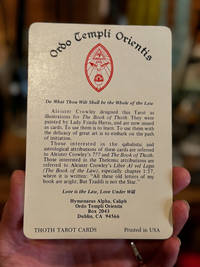 Ordo Templi Orientis
Do What Thou Wilt Shall be the Whole of the Law
Aleister Crowley designed this Tarot as
illustrations for The Book of Thoth. They were
painted by Lady Frieda Harris, and are now issued
as cards. To use them is to learn. To use them with
the delicacy of great art is to embark on the path
of initiation.
Those interested in the qabalistic and
astrological attributions of these cards are referred
to Aleister Crowley's 777 and The Book of Thoth.
Those interested in the Thelemic attributions are
referred to Aleister Crowley's Liber Al vel Legis
(The Book of the Law), especially chapter 1:57,
where it is written: "All these old letters of my
book are aright; But Tzaddi is not the Star."
Love is the Law, Love Under Will
Hymenaeus Alpha, Caliph
Ordo Templi Orientis
Box 2043
Dublin, CA 94566
THOTH TAROT CARDS
Printed in USA